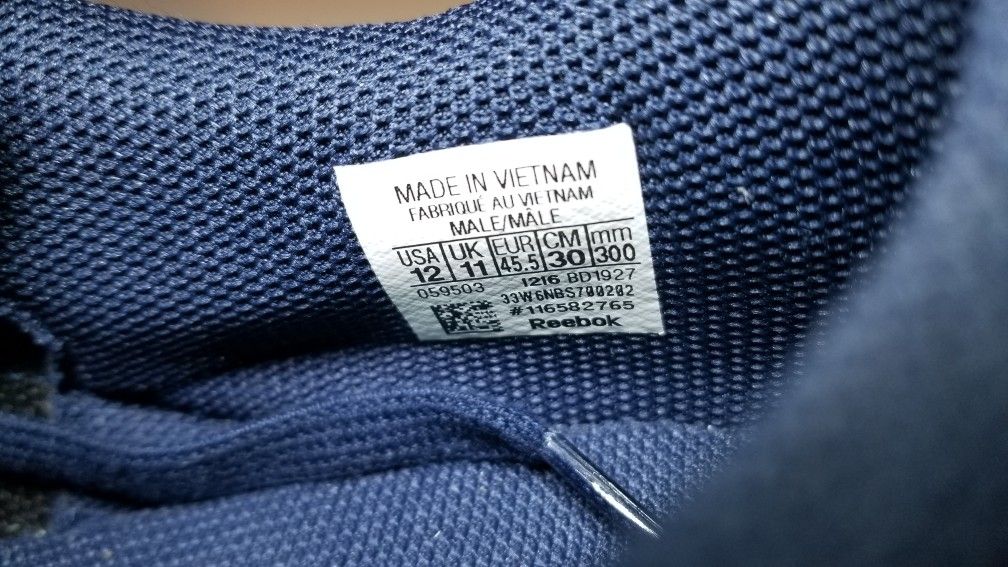 MADE IN VIETNAM
FABRIQUÉ AU VIETNAM
MALE/MÂLE
USA UK EUR CM mm
12 11 45.5 30 300
059503 1216 BD1927
33W6NBS700202
#116582765
Reebok